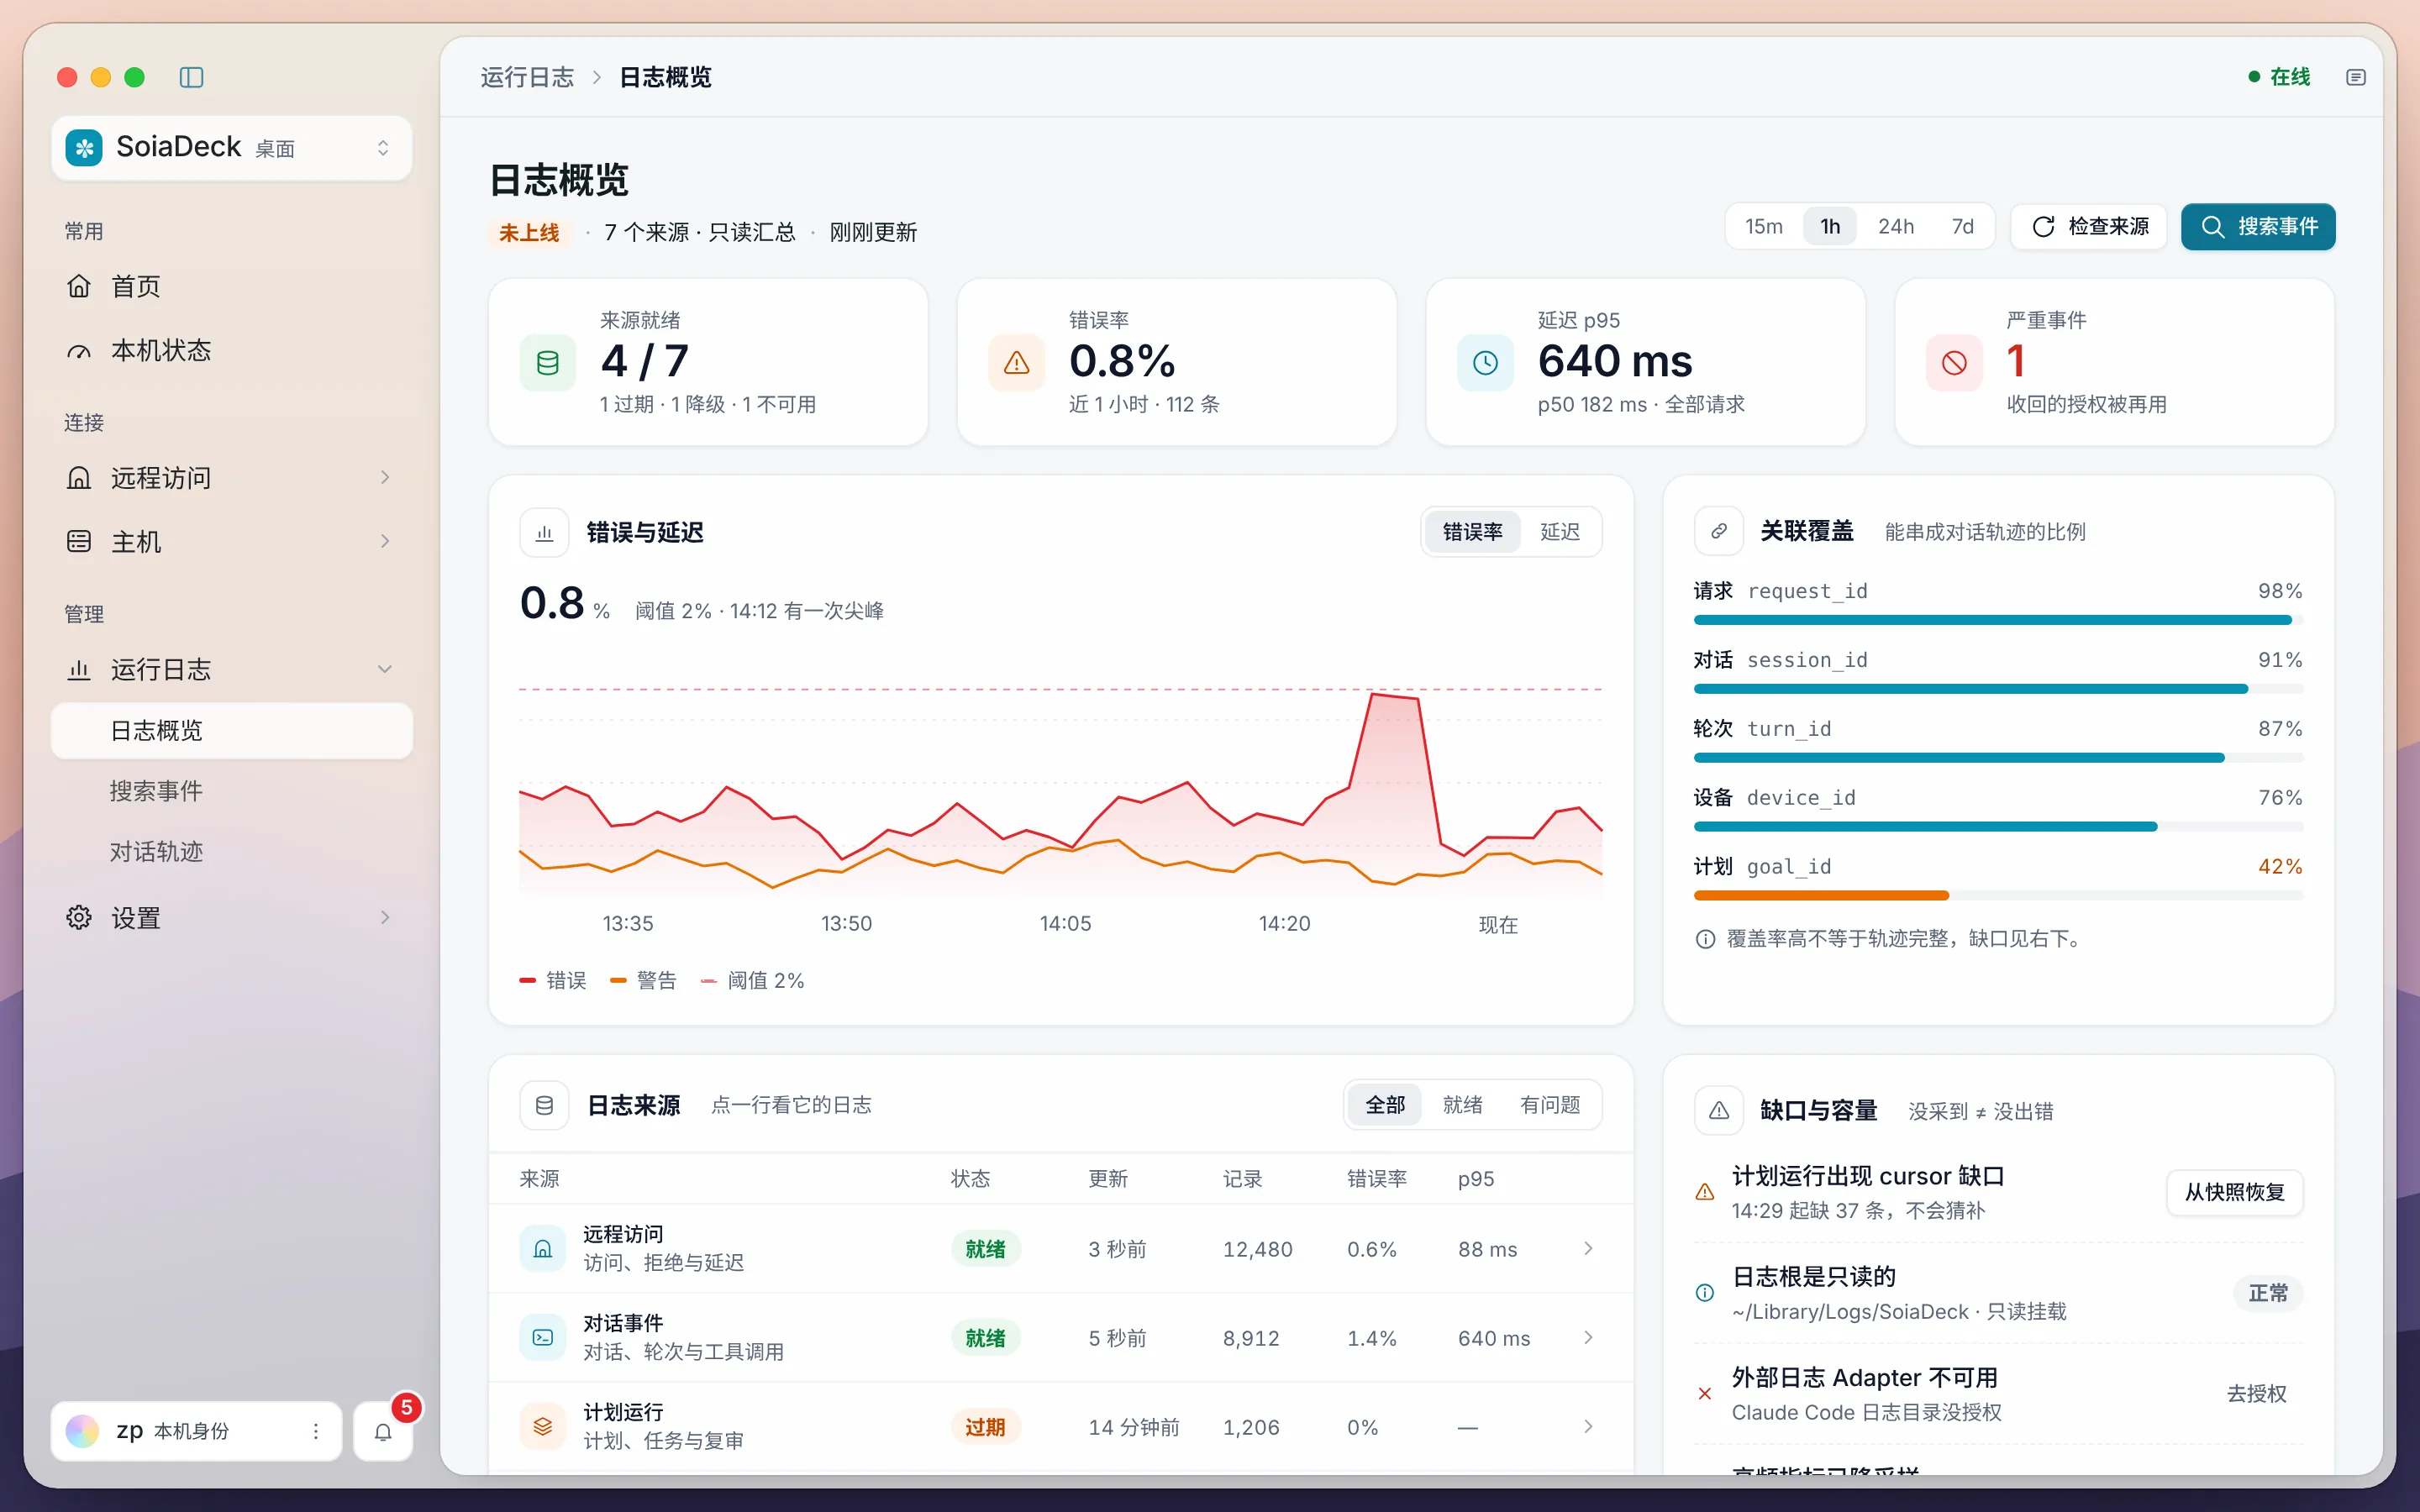 SoiaDeck 桌面
常用
首页
本机状态
连接
远程访问
主机
管理
运行日志
日志概览
搜索事件
对话轨迹
设置
zp 本机身份
5
运行日志 > 日志概览
在线
日志概览
未上线 · 7 个来源 · 只读汇总 · 刚刚更新
15m 1h 24h 7d
检查来源
搜索事件
来源就绪
4 / 7
1 过期 · 1 降级 · 1 不可用
错误率
0.8%
近 1 小时 · 112 条
延迟 p95
640 ms
p50 182 ms · 全部请求
严重事件
1
收回的授权被再用
错误与延迟
错误率 延迟
0.8 % 阈值 2% · 14:12 有一次尖峰
13:35 13:50 14:05 14:20 现在
错误 警告 阈值 2%
关联覆盖 能串成对话轨迹的比例
请求 request_id 98%
对话 session_id 91%
轮次 turn_id 87%
设备 device_id 76%
计划 goal_id 42%
覆盖率高不等于轨迹完整，缺口见右下。
日志来源 点一行看它的日志
全部 就绪 有问题
来源 状态 更新 记录 错误率 p95
远程访问
访问、拒绝与延迟
就绪 3 秒前 12,480 0.6% 88 ms
对话事件
对话、轮次与工具调用
就绪 5 秒前 8,912 1.4% 640 ms
计划运行
计划、任务与复审
过期 14 分钟前 1,206 0% —
缺口与容量 没采到 ≠ 没出错
计划运行出现 cursor 缺口
14:29 起缺 37 条，不会猜补
从快照恢复
日志根是只读的
~/Library/Logs/SoiaDeck · 只读挂载
正常
外部日志 Adapter 不可用
Claude Code 日志目录没授权
去授权